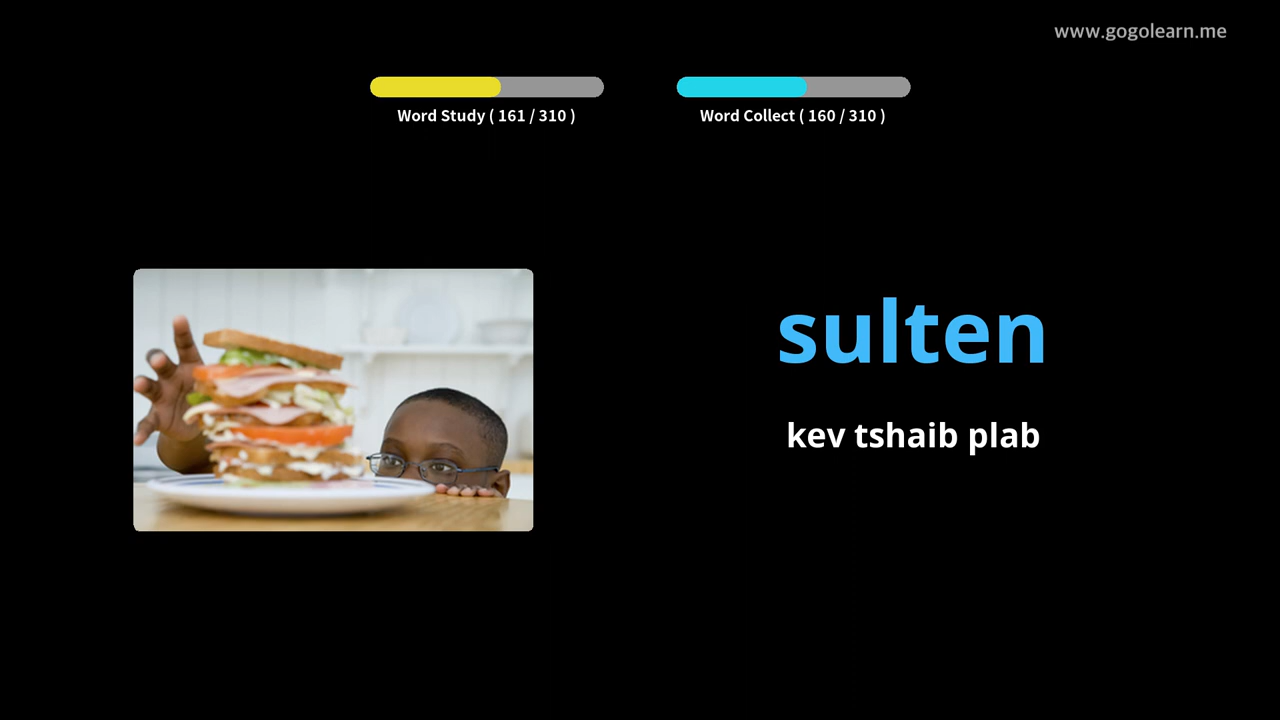 www.gogolearn.me
Word Study ( 161 / 310 )
Word Collect ( 160 / 310 )
sulten
kev tshaib plab